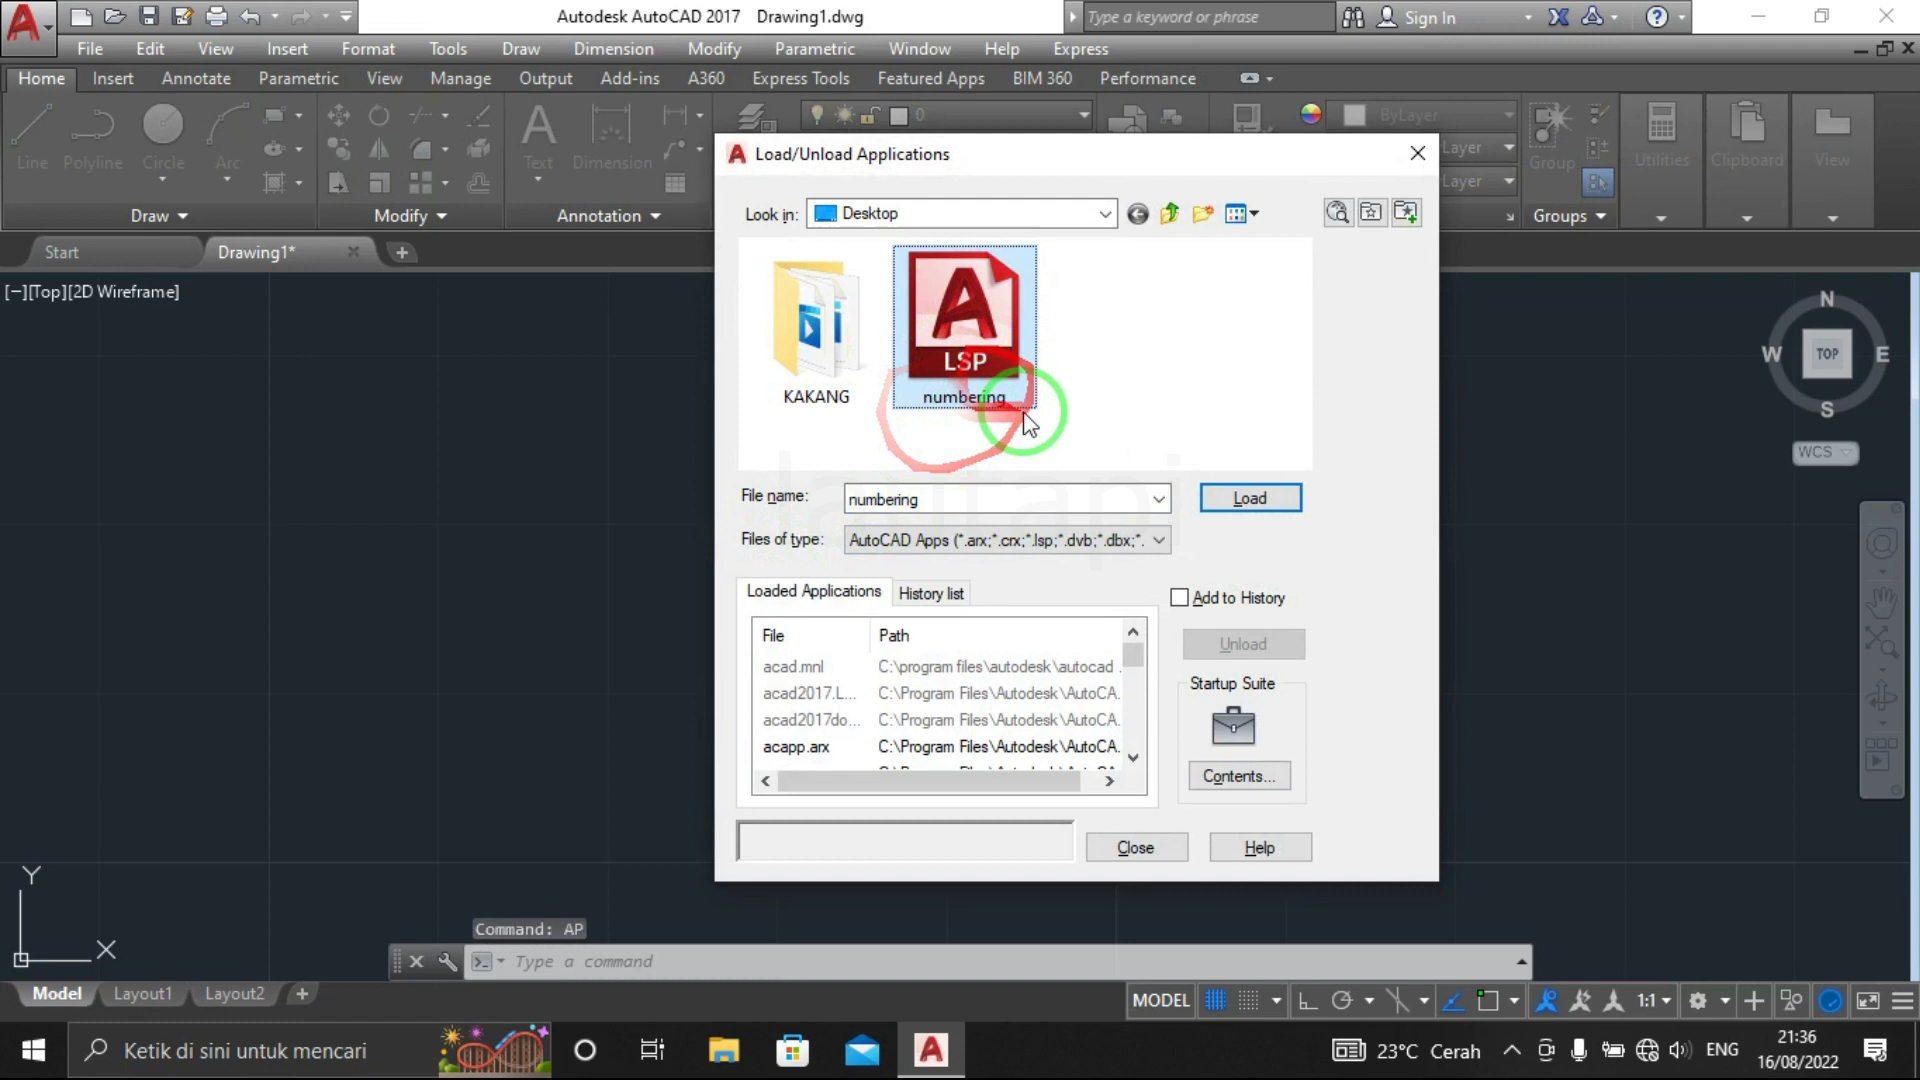 Autodesk AutoCAD 2017 Drawing1.dwg
Type a keyword or phrase
Sign In
File Edit View Insert Format Tools Draw Dimension Modify Parametric Window Help Express
Home Insert Annotate Parametric View Manage Output Add-ins A360 Express Tools Featured Apps BIM 360 Performance
0
ByLayer
Line Polyline Circle Arc Text Dimension Layer Layer Group Utilities Clipboard View
Draw Modify Annotation Groups
Start Drawing1*
[−][Top][2D Wireframe]
N
W TOP E
S
WCS
Load/Unload Applications
Look in: Desktop
LSP
KAKANG numbering
lautapi
File name: numbering Load
Files of type: AutoCAD Apps (*.arx;*.crx;*.lsp;*.dvb;*.dbx;*.
Loaded Applications History list
Add to History
File Path
acad.mnl C:\program files\autodesk\autocad .
acad2017.L... C:\Program Files\Autodesk\AutoCA.
acad2017do... C:\Program Files\Autodesk\AutoCA.
acapp.arx C:\Program Files\Autodesk\AutoCA.
Unload
Startup Suite
Contents...
Close Help
Y
X
Command: AP
Type a command
Model Layout1 Layout2
MODEL 1:1
Ketik di sini untuk mencari
23°C Cerah
ENG
21:36
16/08/2022